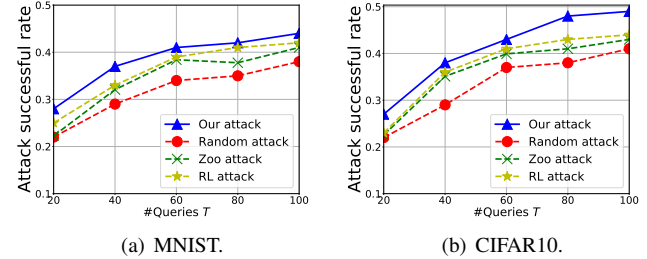 Attack successful rate
0.5
0.4
0.3
0.2
0.1
20 40 60 80 100
#Queries T
Our attack
Random attack
Zoo attack
RL attack
(a) MNIST.
Attack successful rate
0.5
0.4
0.3
0.2
0.1
20 40 60 80 100
#Queries T
Our attack
Random attack
Zoo attack
RL attack
(b) CIFAR10.